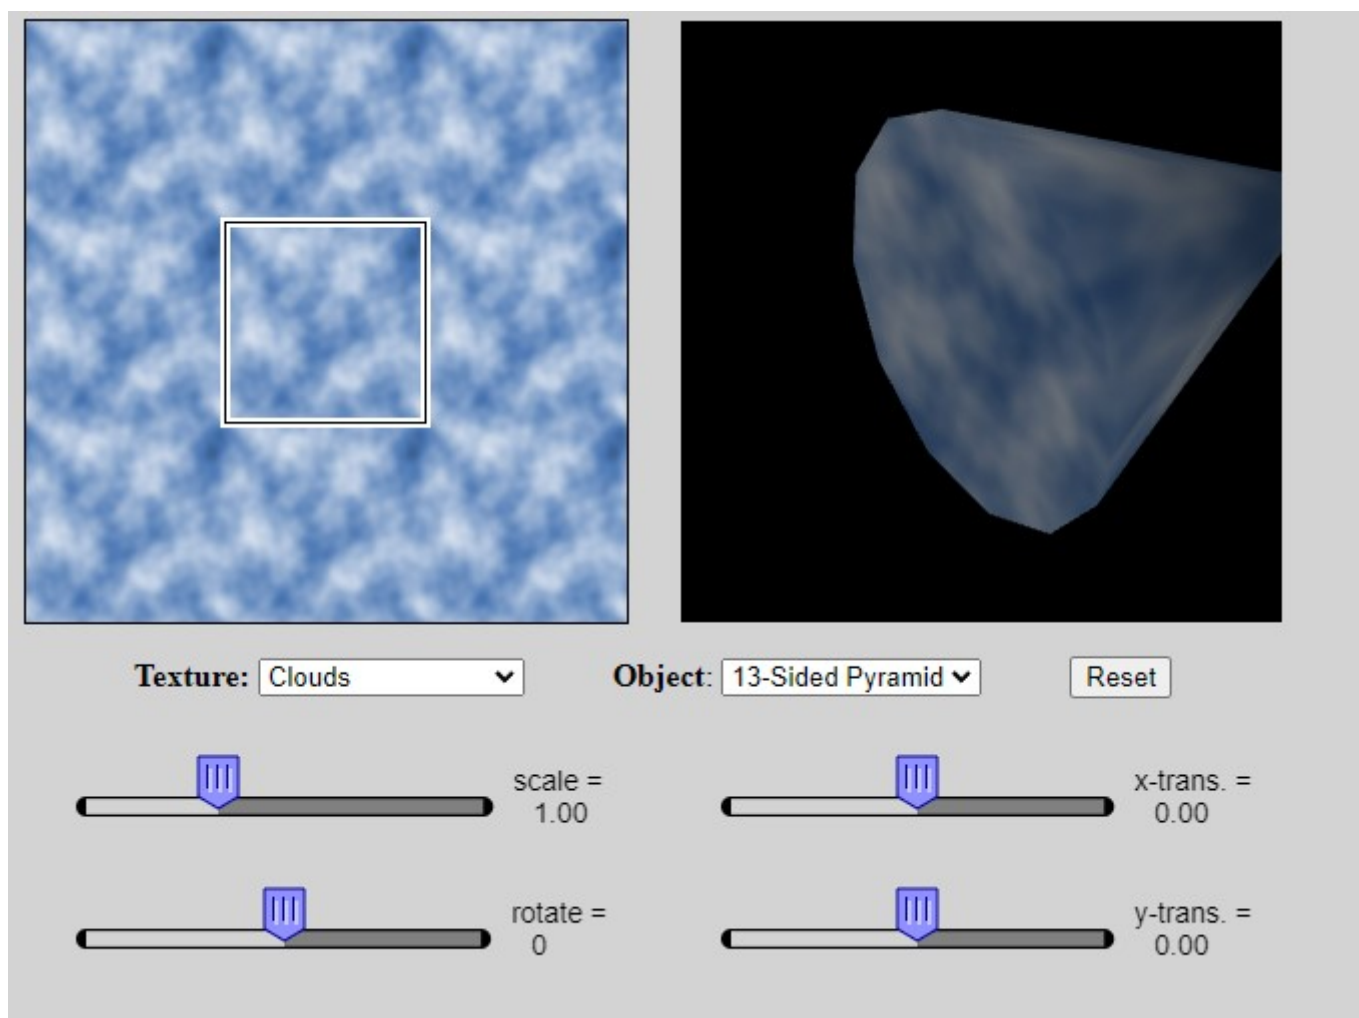 Texture: Clouds Object: 13-Sided Pyramid Reset
scale = x-trans. =
1.00 0.00
rotate = y-trans. =
0 0.00